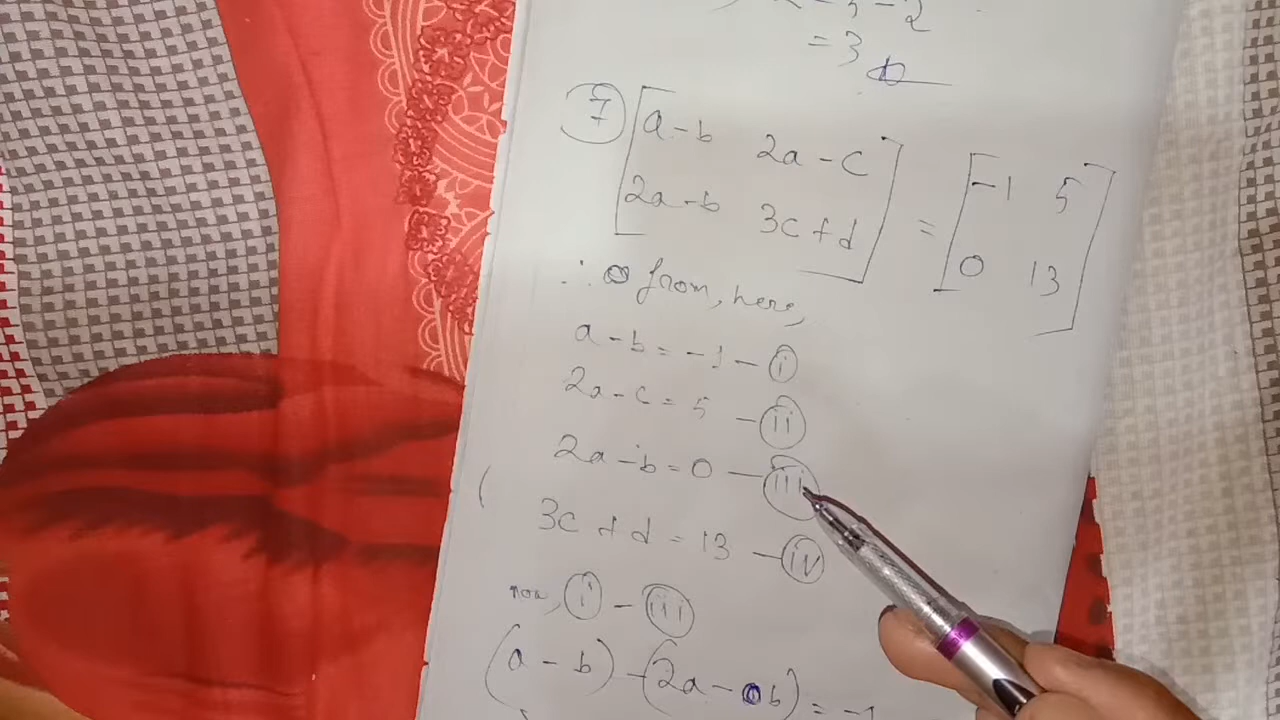 = 3
7 [a-b 2a-c] = [-1 5]
[2a-b 3c+d] [0 13]
∴ from, here,
a-b = -1 - (i)
2a-c = 5 - (ii)
2a-b = 0 - (iii)
3c+d = 13 - (iv)
now, (i) - (iii)
(a-b) - (2a-b) = -1